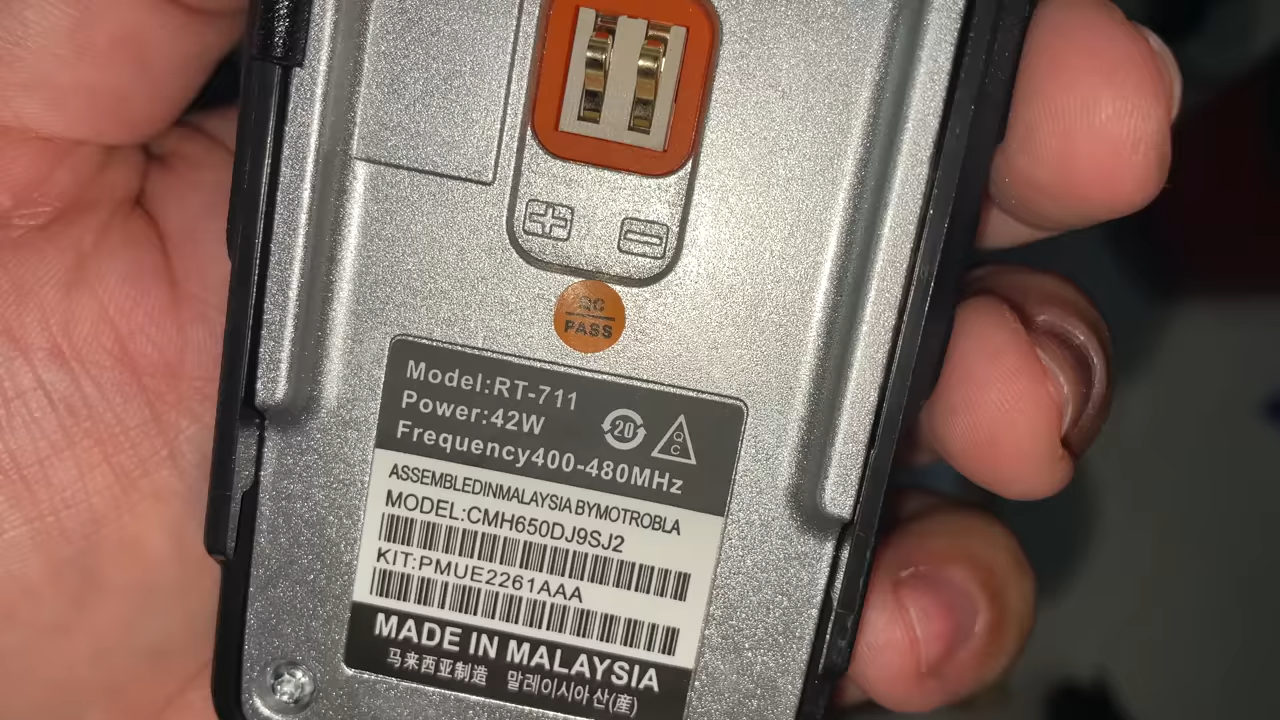 QC
PASS
Model:RT-711
Power:42W
20
QC
Frequency400-480MHz
ASSEMBLEDINMALAYSIA BYMOTROBLA
MODEL:CMH650DJ9SJ2
KIT:PMUE2261AAA
MADE IN MALAYSIA
马来西亚制造 말레이시아산(産)